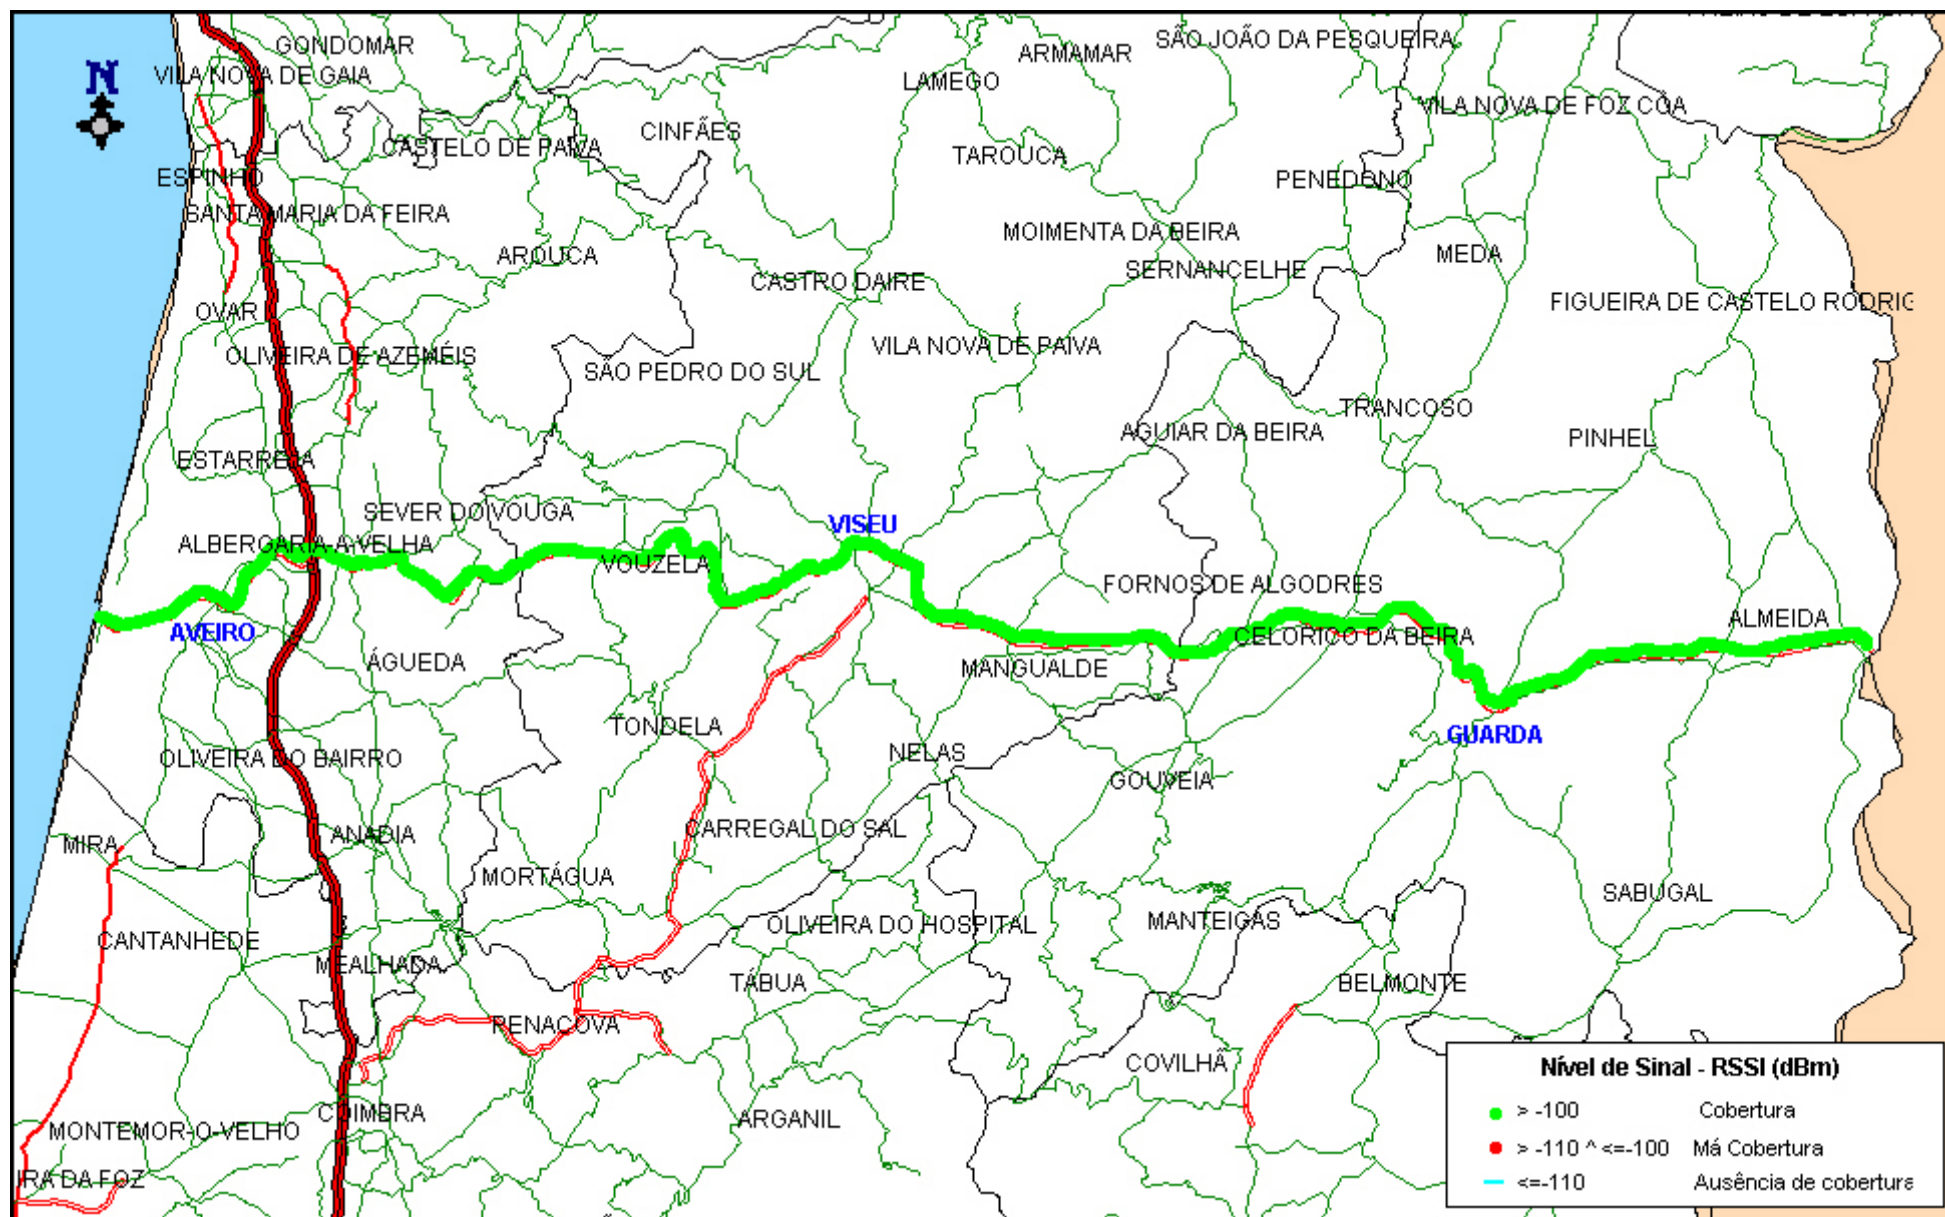 GONDOMAR
ARMAMAR
SÃO JOÃO DA PESQUEIRA
N
VILA NOVA DE GAIA
LAMEGO
VILA NOVA DE FOZ COA
CINFÃES
CASTELO DE PAIVA
TAROUCA
ESPINHO
PENEDONO
SANTA MARIA DA FEIRA
MOIMENTA DA BEIRA
AROUCA
MEDA
SERNANCELHE
CASTRO DAIRE
OVAR
FIGUEIRA DE CASTELO RODRIG
OLIVEIRA DE AZEMÉIS
VILA NOVA DE PAIVA
SÃO PEDRO DO SUL
TRANCOSO
AGUIAR DA BEIRA
PINHEL
ESTARREJA
SEVER DO VOUGA
VISEU
ALBERGARIA-A-VELHA
VOUZELA
FORNOS DE ALGODRES
ALMEIDA
AVEIRO
CELORICO DA BEIRA
ÁGUEDA
MANGUALDE
TONDELA
GUARDA
OLIVEIRA DO BAIRRO
NELAS
GOUVEIA
ANADIA
CARREGAL DO SAL
MIRA
MORTÁGUA
SABUGAL
OLIVEIRA DO HOSPITAL
MANTEIGAS
CANTANHEDE
MEALHADA
TÁBUA
BELMONTE
PENACOVA
COVILHÃ
COIMBRA
ARGANIL
MONTEMOR-O-VELHO
IRA DA FOZ
Nível de Sinal - RSSI (dBm)
> -100 Cobertura
> -110 ^ <=-100 Má Cobertura
<=-110 Ausência de cobertura